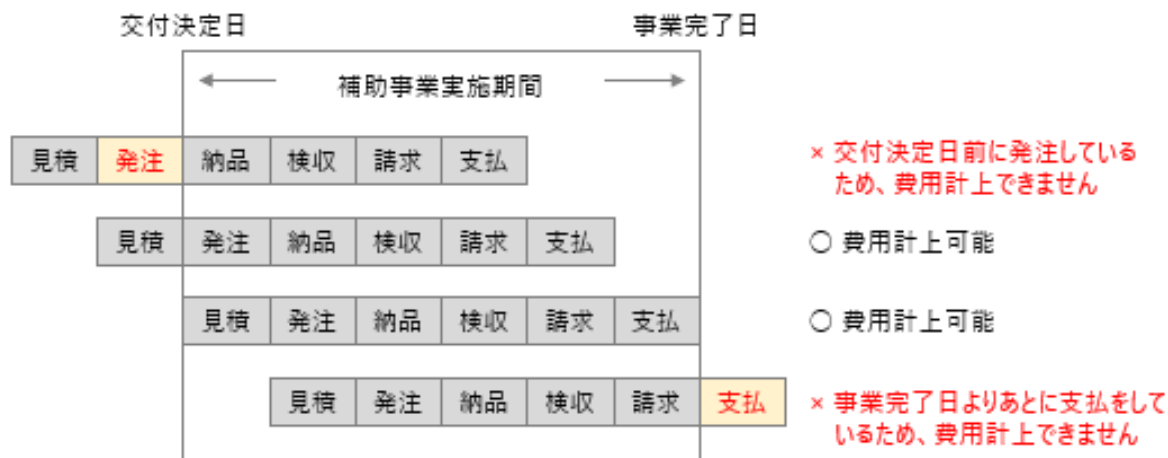 交付決定日 事業完了日
補助事業実施期間
見積 発注 納品 検収 請求 支払
× 交付決定日前に発注している
ため、費用計上できません
見積 発注 納品 検収 請求 支払
○ 費用計上可能
見積 発注 納品 検収 請求 支払
○ 費用計上可能
見積 発注 納品 検収 請求 支払
× 事業完了日よりあとに支払をして
いるため、費用計上できません